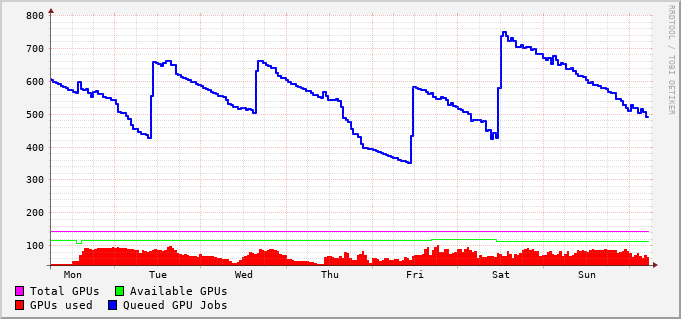 800
700
600
500
400
300
200
100
Mon Tue Wed Thu Fri Sat Sun
RRDTOOL / TOBI OETIKER
Total GPUs Available GPUs
GPUs used Queued GPU Jobs